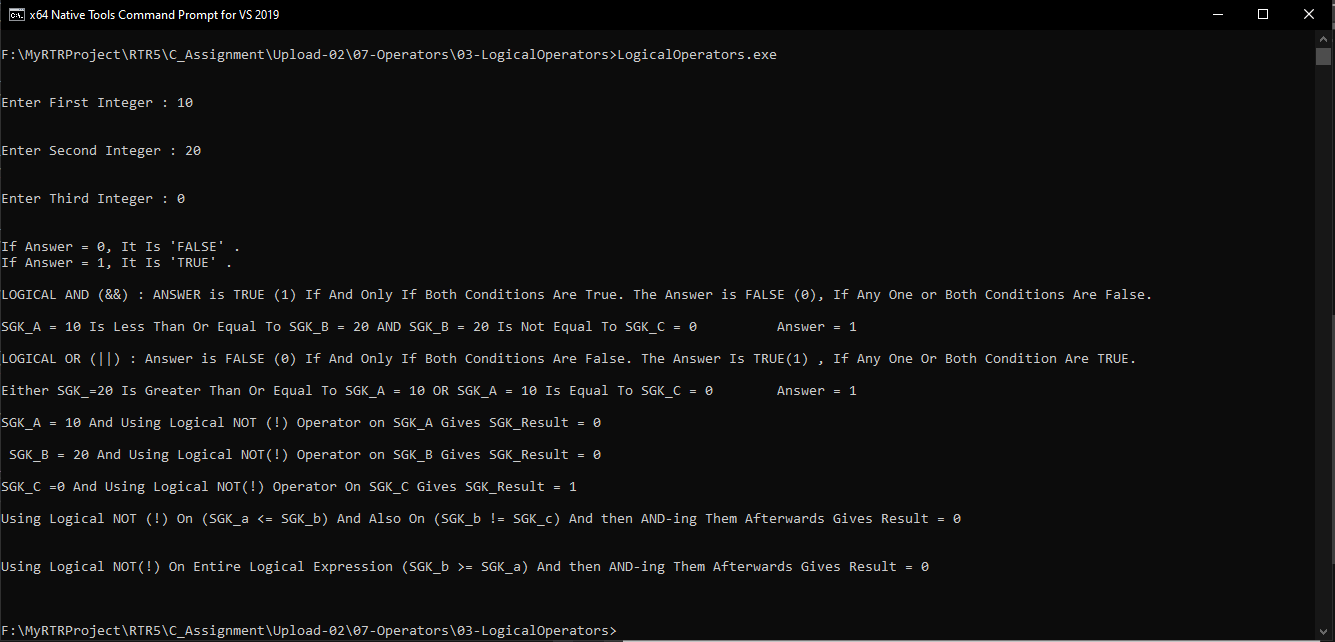 x64 Native Tools Command Prompt for VS 2019
F:\MyRTRProject\RTR5\C_Assignment\Upload-02\07-Operators\03-LogicalOperators>LogicalOperators.exe
Enter First Integer : 10
Enter Second Integer : 20
Enter Third Integer : 0
If Answer = 0, It Is 'FALSE' .
If Answer = 1, It Is 'TRUE' .
LOGICAL AND (&&) : ANSWER is TRUE (1) If And Only If Both Conditions Are True. The Answer is FALSE (0), If Any One or Both Conditions Are False.
SGK_A = 10 Is Less Than Or Equal To SGK_B = 20 AND SGK_B = 20 Is Not Equal To SGK_C = 0          Answer = 1
LOGICAL OR (||) : Answer is FALSE (0) If And Only If Both Conditions Are False. The Answer Is TRUE(1) , If Any One Or Both Condition Are TRUE.
Either SGK_=20 Is Greater Than Or Equal To SGK_A = 10 OR SGK_A = 10 Is Equal To SGK_C = 0        Answer = 1
SGK_A = 10 And Using Logical NOT (!) Operator on SGK_A Gives SGK_Result = 0
SGK_B = 20 And Using Logical NOT(!) Operator on SGK_B Gives SGK_Result = 0
SGK_C =0 And Using Logical NOT(!) Operator On SGK_C Gives SGK_Result = 1
Using Logical NOT (!) On (SGK_a <= SGK_b) And Also On (SGK_b != SGK_c) And then AND-ing Them Afterwards Gives Result = 0
Using Logical NOT(!) On Entire Logical Expression (SGK_b >= SGK_a) And then AND-ing Them Afterwards Gives Result = 0
F:\MyRTRProject\RTR5\C_Assignment\Upload-02\07-Operators\03-LogicalOperators>